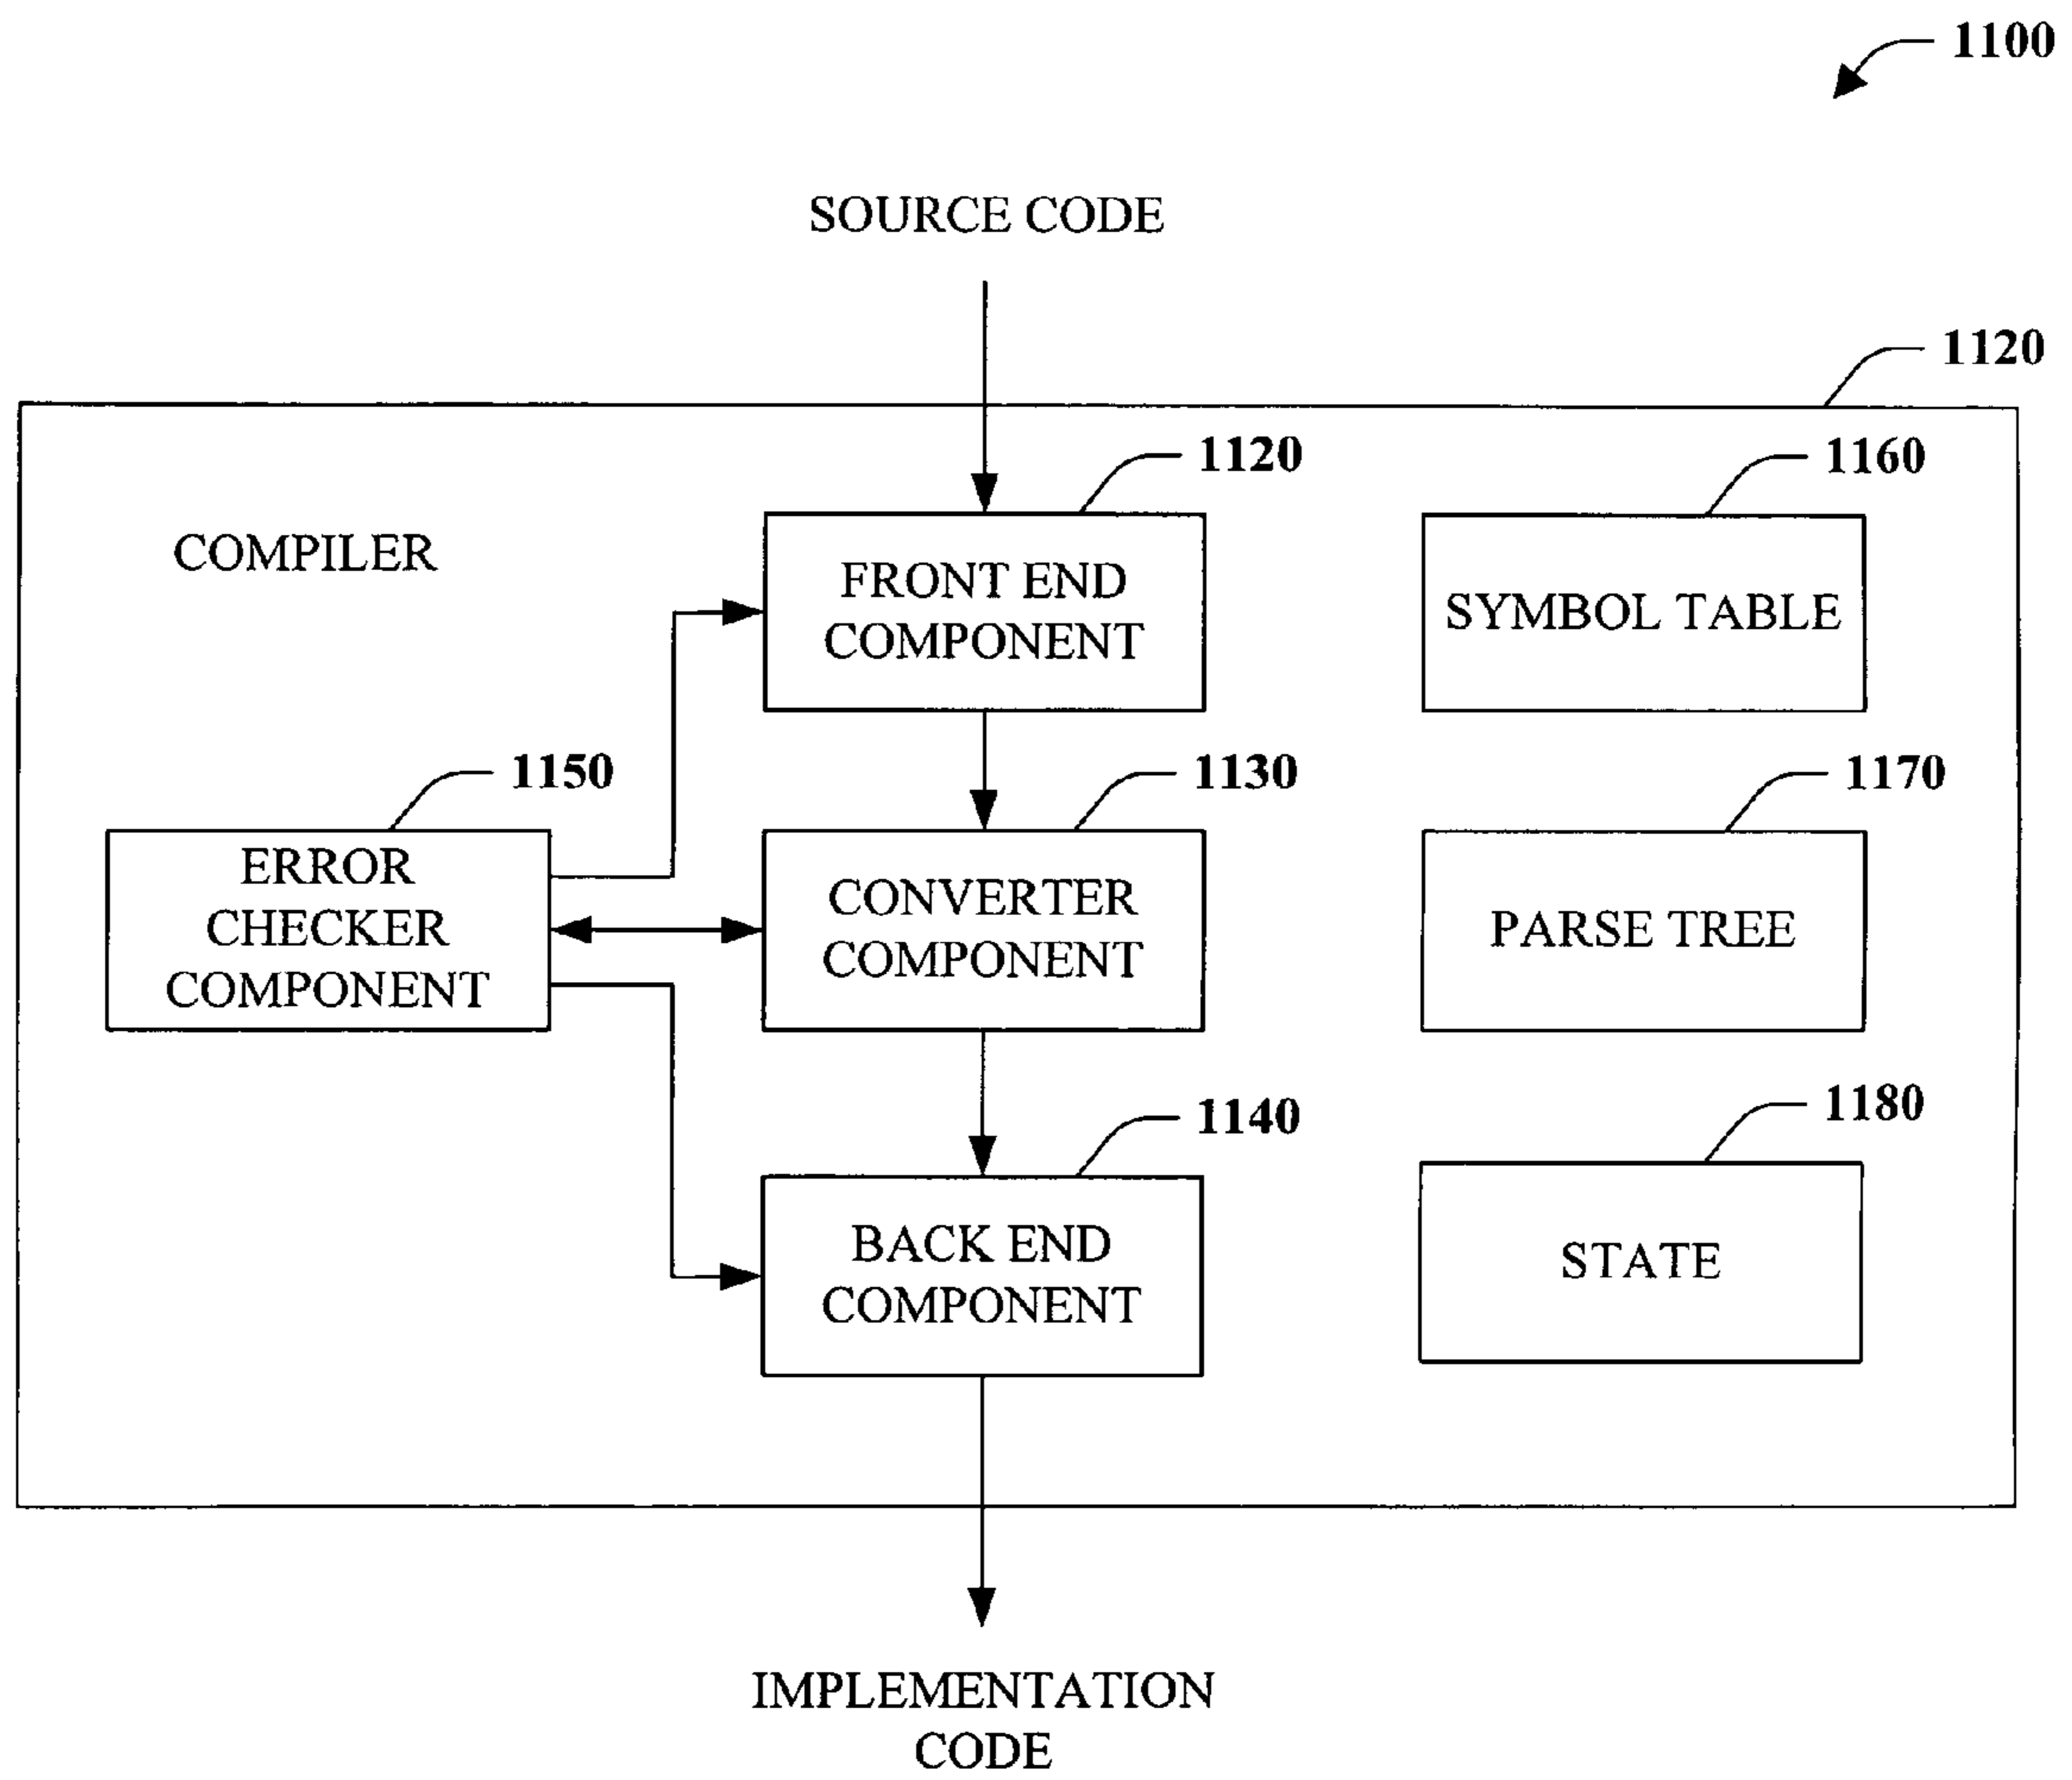 1100
SOURCE CODE
1120
1120
1160
COMPILER
FRONT END
COMPONENT
SYMBOL TABLE
1150
1130
1170
ERROR
CHECKER
COMPONENT
CONVERTER
COMPONENT
PARSE TREE
1140
1180
BACK END
COMPONENT
STATE
IMPLEMENTATION
CODE